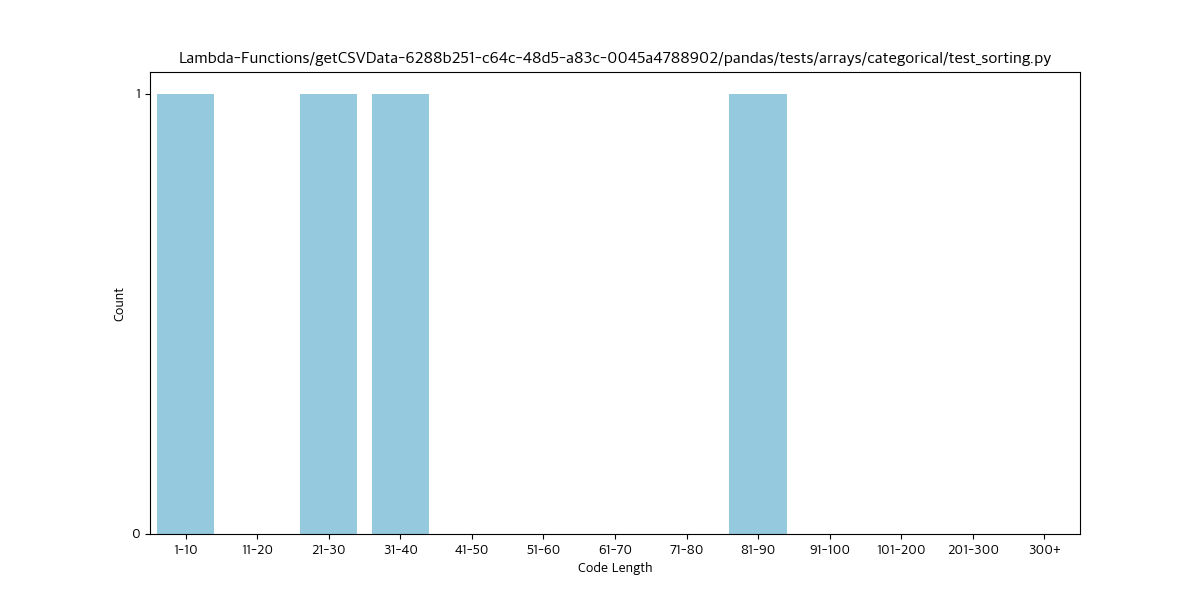 Lambda-Functions/getCSVData-6288b251-c64c-48d5-a83c-0045a4788902/pandas/tests/arrays/categorical/test_sorting.py
1
Count
0
1-10 11-20 21-30 31-40 41-50 51-60 61-70 71-80 81-90 91-100 101-200 201-300 300+
Code Length